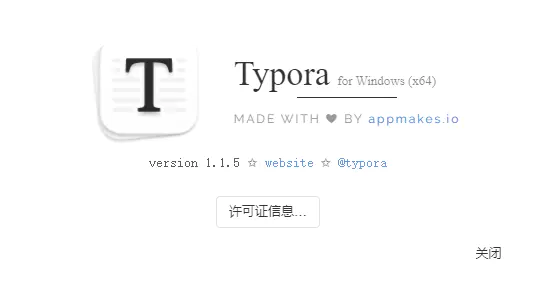 T
Typora for Windows (x64)
MADE WITH ♥ BY appmakes.io
version 1.1.5 ☆ website ☆ @typora
许可证信息...
关闭